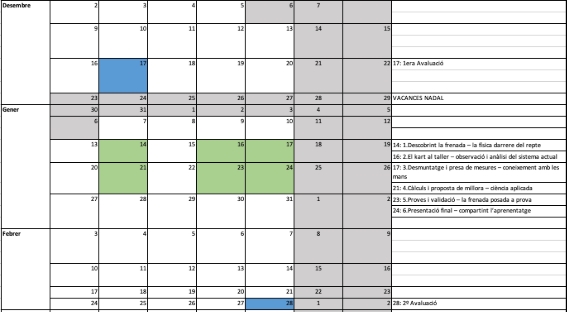 Desembre 2 3 4 5 6 7
9 10 11 12 13 14 15
16 17 18 19 20 21 22 17: 1era Avaluació
23 24 25 26 27 28 29 VACANCES NADAL
Gener 30 31 1 2 3 4 5
6 7 8 9 10 11 12
13 14 15 16 17 18 19 14: 1.Descobrint la frenada – la física darrere del repte
16: 2.El kart al taller – observació i anàlisi del sistema actual
20 21 22 23 24 25 26 17: 3.Desmuntatge i presa de mesures – coneixement amb les
mans
21: 4.Càlculs i proposta de millora – ciència aplicada
27 28 29 30 31 1 2 23: 5.Proves i validació – la frenada posada a prova
24: 6.Presentació final – compartint l'aprenentatge
Febrer 3 4 5 6 7 8 9
10 11 12 13 14 15 16
17 18 19 20 21 22 23
24 25 26 27 28 1 2 28: 2º Avaluació